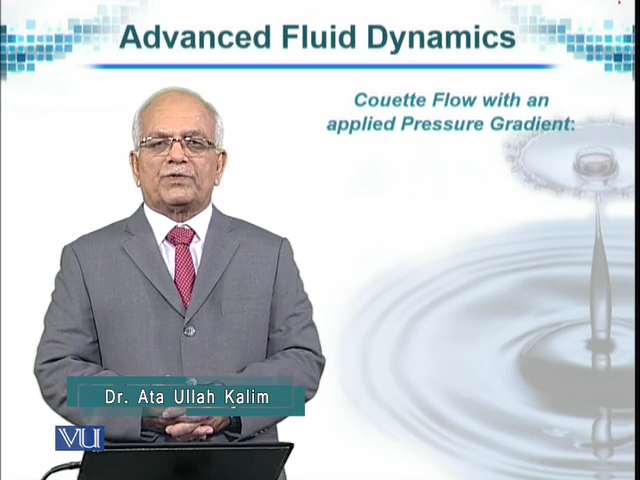 Advanced Fluid Dynamics
Couette Flow with an
applied Pressure Gradient:
Dr. Ata Ullah Kalim
VU